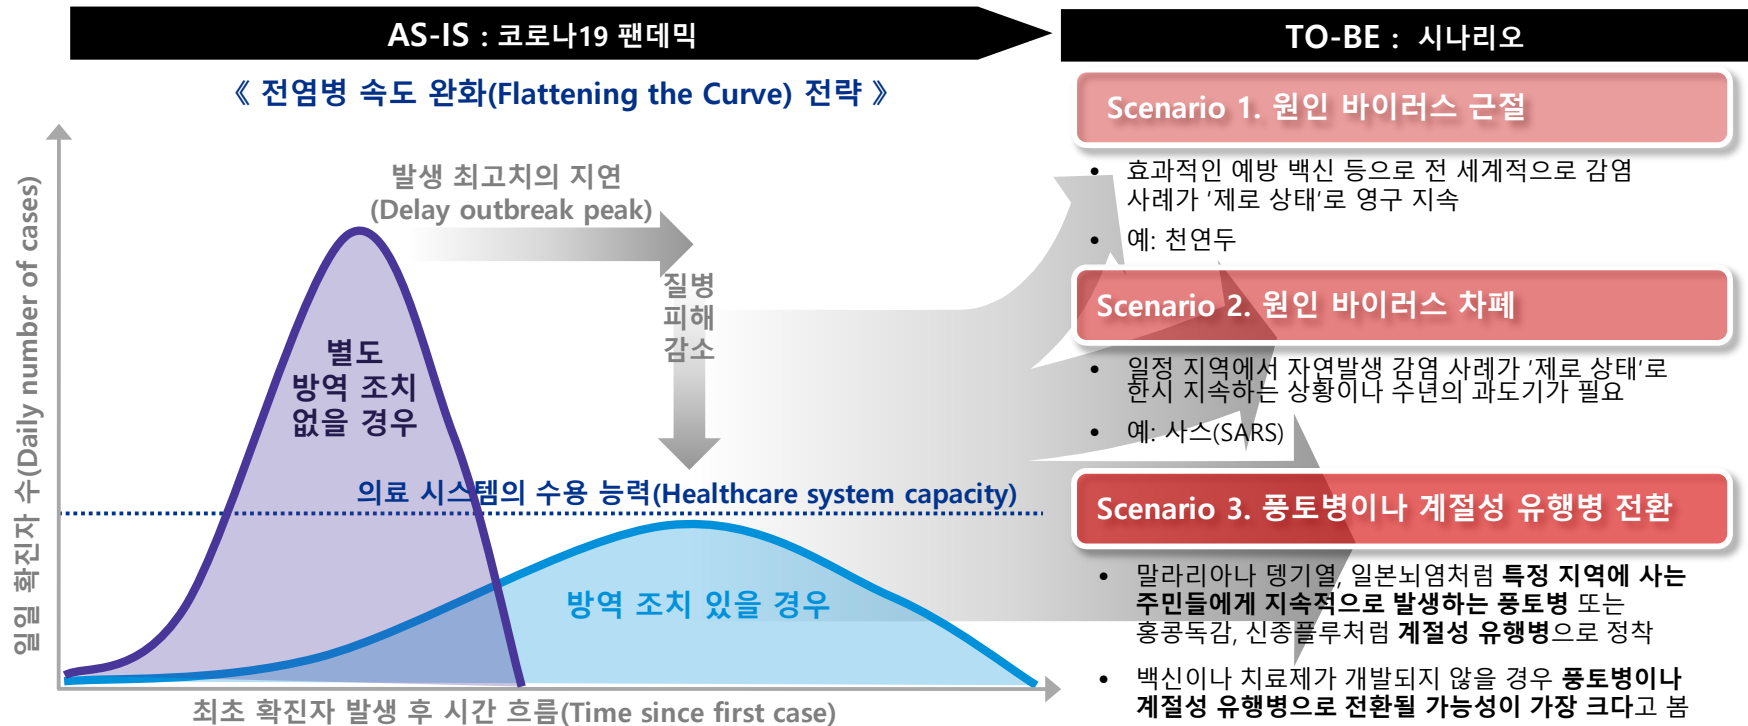 AS-IS : 코로나19 팬데믹
TO-BE : 시나리오
《 전염병 속도 완화(Flattening the Curve) 전략 》
일일 확진자 수(Daily number of cases)
발생 최고치의 지연
(Delay outbreak peak)
질병
피해
감소
별도
방역 조치
없을 경우
의료 시스템의 수용 능력(Healthcare system capacity)
방역 조치 있을 경우
최초 확진자 발생 후 시간 흐름(Time since first case)
Scenario 1. 원인 바이러스 근절
• 효과적인 예방 백신 등으로 전 세계적으로 감염
사례가 ‘제로 상태’로 영구 지속
• 예: 천연두
Scenario 2. 원인 바이러스 차폐
• 일정 지역에서 자연발생 감염 사례가 ‘제로 상태‘로
한시 지속하는 상황이나 수년의 과도기가 필요
• 예: 사스(SARS)
Scenario 3. 풍토병이나 계절성 유행병 전환
• 말라리아나 뎅기열, 일본뇌염처럼 특정 지역에 사는
주민들에게 지속적으로 발생하는 풍토병 또는
홍콩독감, 신종플루처럼 계절성 유행병으로 정착
• 백신이나 치료제가 개발되지 않을 경우 풍토병이나
계절성 유행병으로 전환될 가능성이 가장 크다고 봄